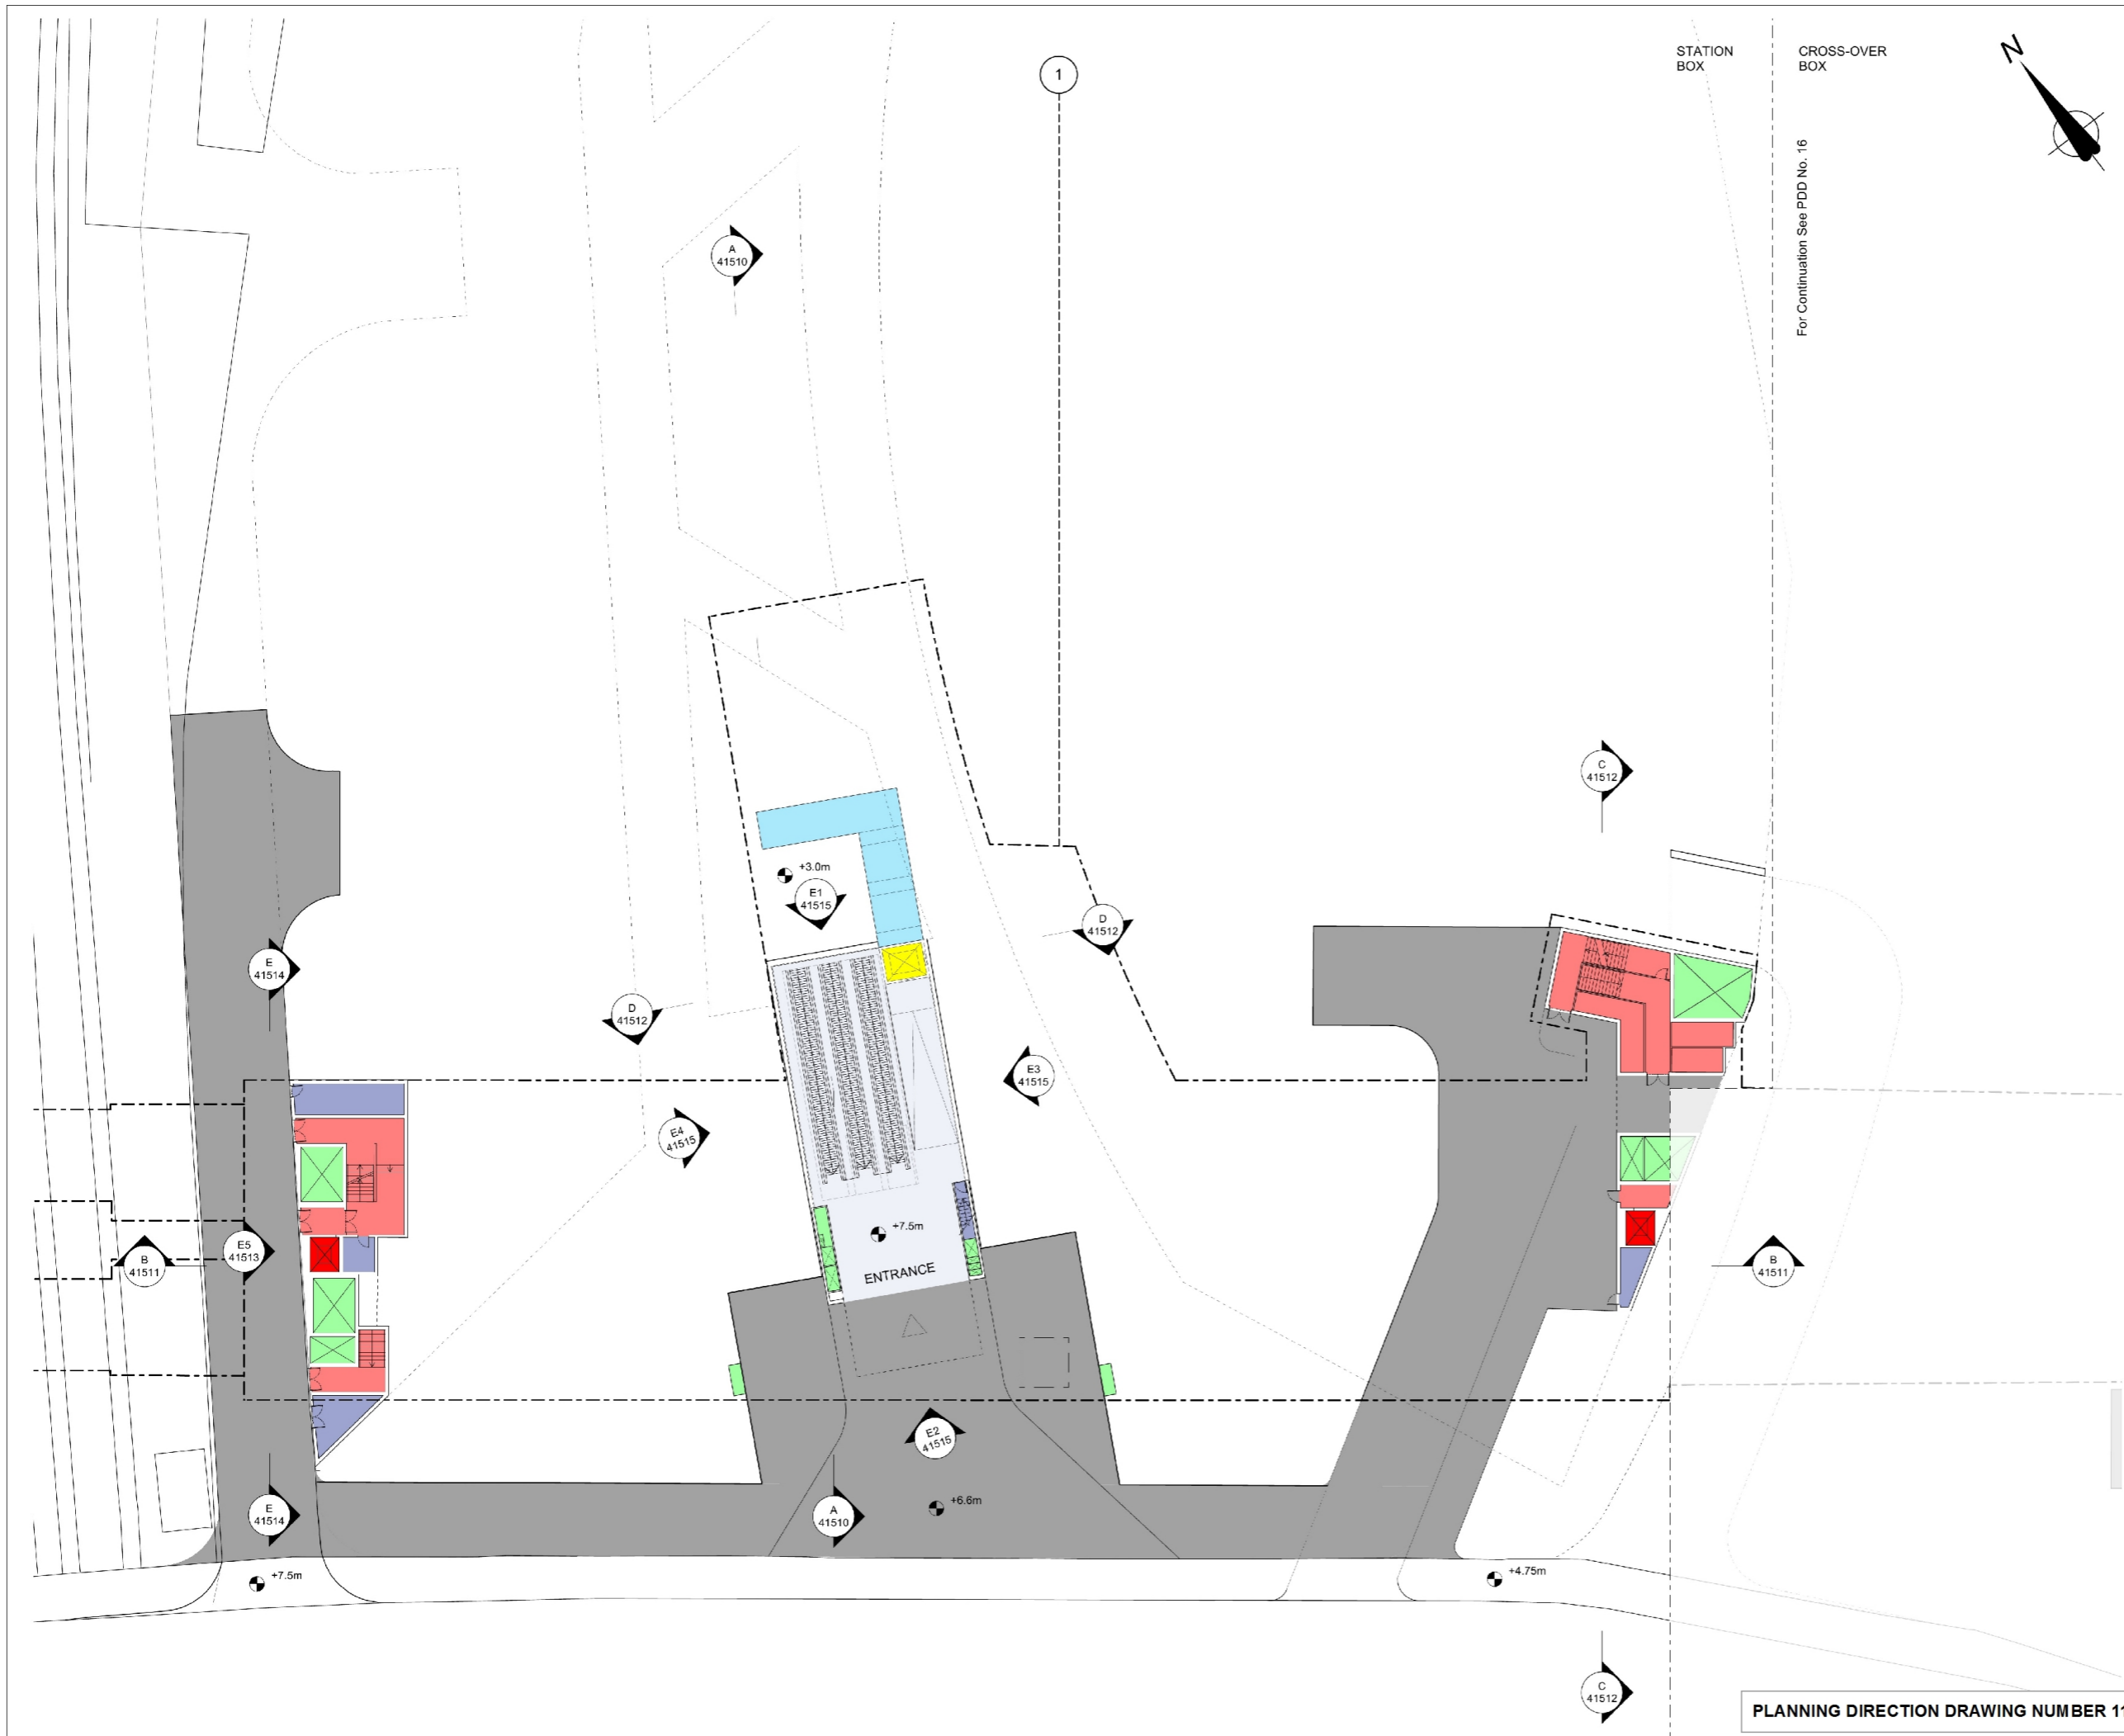 STATION
BOX
CROSS-OVER
BOX
N
1
For Continuation See PDD No. 16
A
41510
C
41512
+3.0m
E1
41515
D
41512
E
41514
D
41512
E3
41515
E4
41515
+7.5m
E5
41513
B
41511
B
41511
ENTRANCE
E2
41515
E
41514
A
41510
+6.6m
+7.5m
+4.75m
C
41512
PLANNING DIRECTION DRAWING NUMBER 11